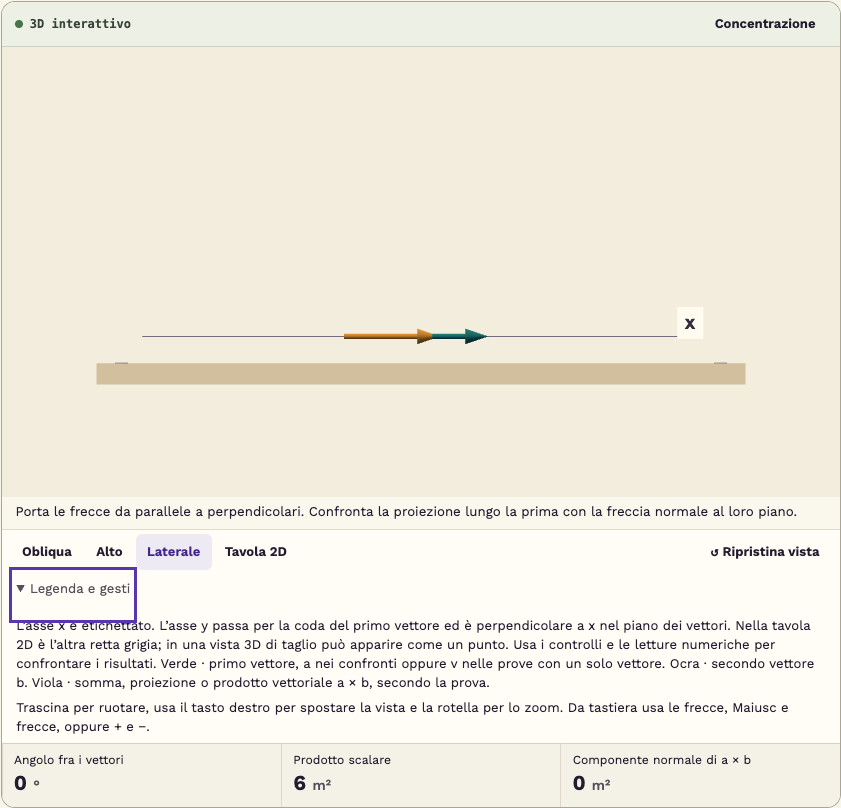 3D interattivo
Concentrazione
x
Porta le frecce da parallele a perpendicolari. Confronta la proiezione lungo la prima con la freccia normale al loro piano.
Obliqua Alto Laterale Tavola 2D ↺ Ripristina vista
▼ Legenda e gesti
L’asse x è etichettato. L’asse y passa per la coda del primo vettore ed è perpendicolare a x nel piano dei vettori. Nella tavola
2D è l’altra retta grigia; in una vista 3D di taglio può apparire come un punto. Usa i controlli e le letture numeriche per
confrontare i risultati. Verde · primo vettore, a nei confronti oppure v nelle prove con un solo vettore. Ocra · secondo vettore
b. Viola · somma, proiezione o prodotto vettoriale a × b, secondo la prova.
Trascina per ruotare, usa il tasto destro per spostare la vista e la rotella per lo zoom. Da tastiera usa le frecce, Maiusc e
frecce, oppure + e −.
Angolo fra i vettori
0 °
Prodotto scalare
6 m²
Componente normale di a × b
0 m²